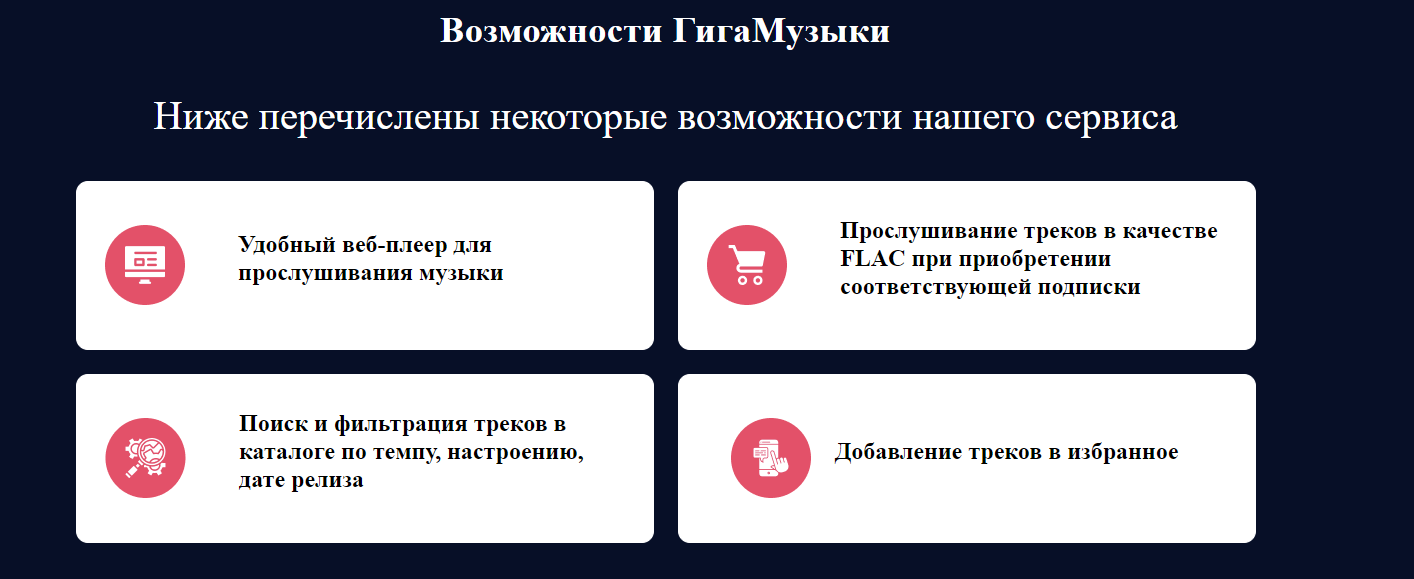 Возможности ГигаМузыки
Ниже перечислены некоторые возможности нашего сервиса
Удобный веб-плеер для
прослушивания музыки
Прослушивание треков в качестве
FLAC при приобретении
соответствующей подписки
Поиск и фильтрация треков в
каталоге по темпу, настроению,
дате релиза
Добавление треков в избранное